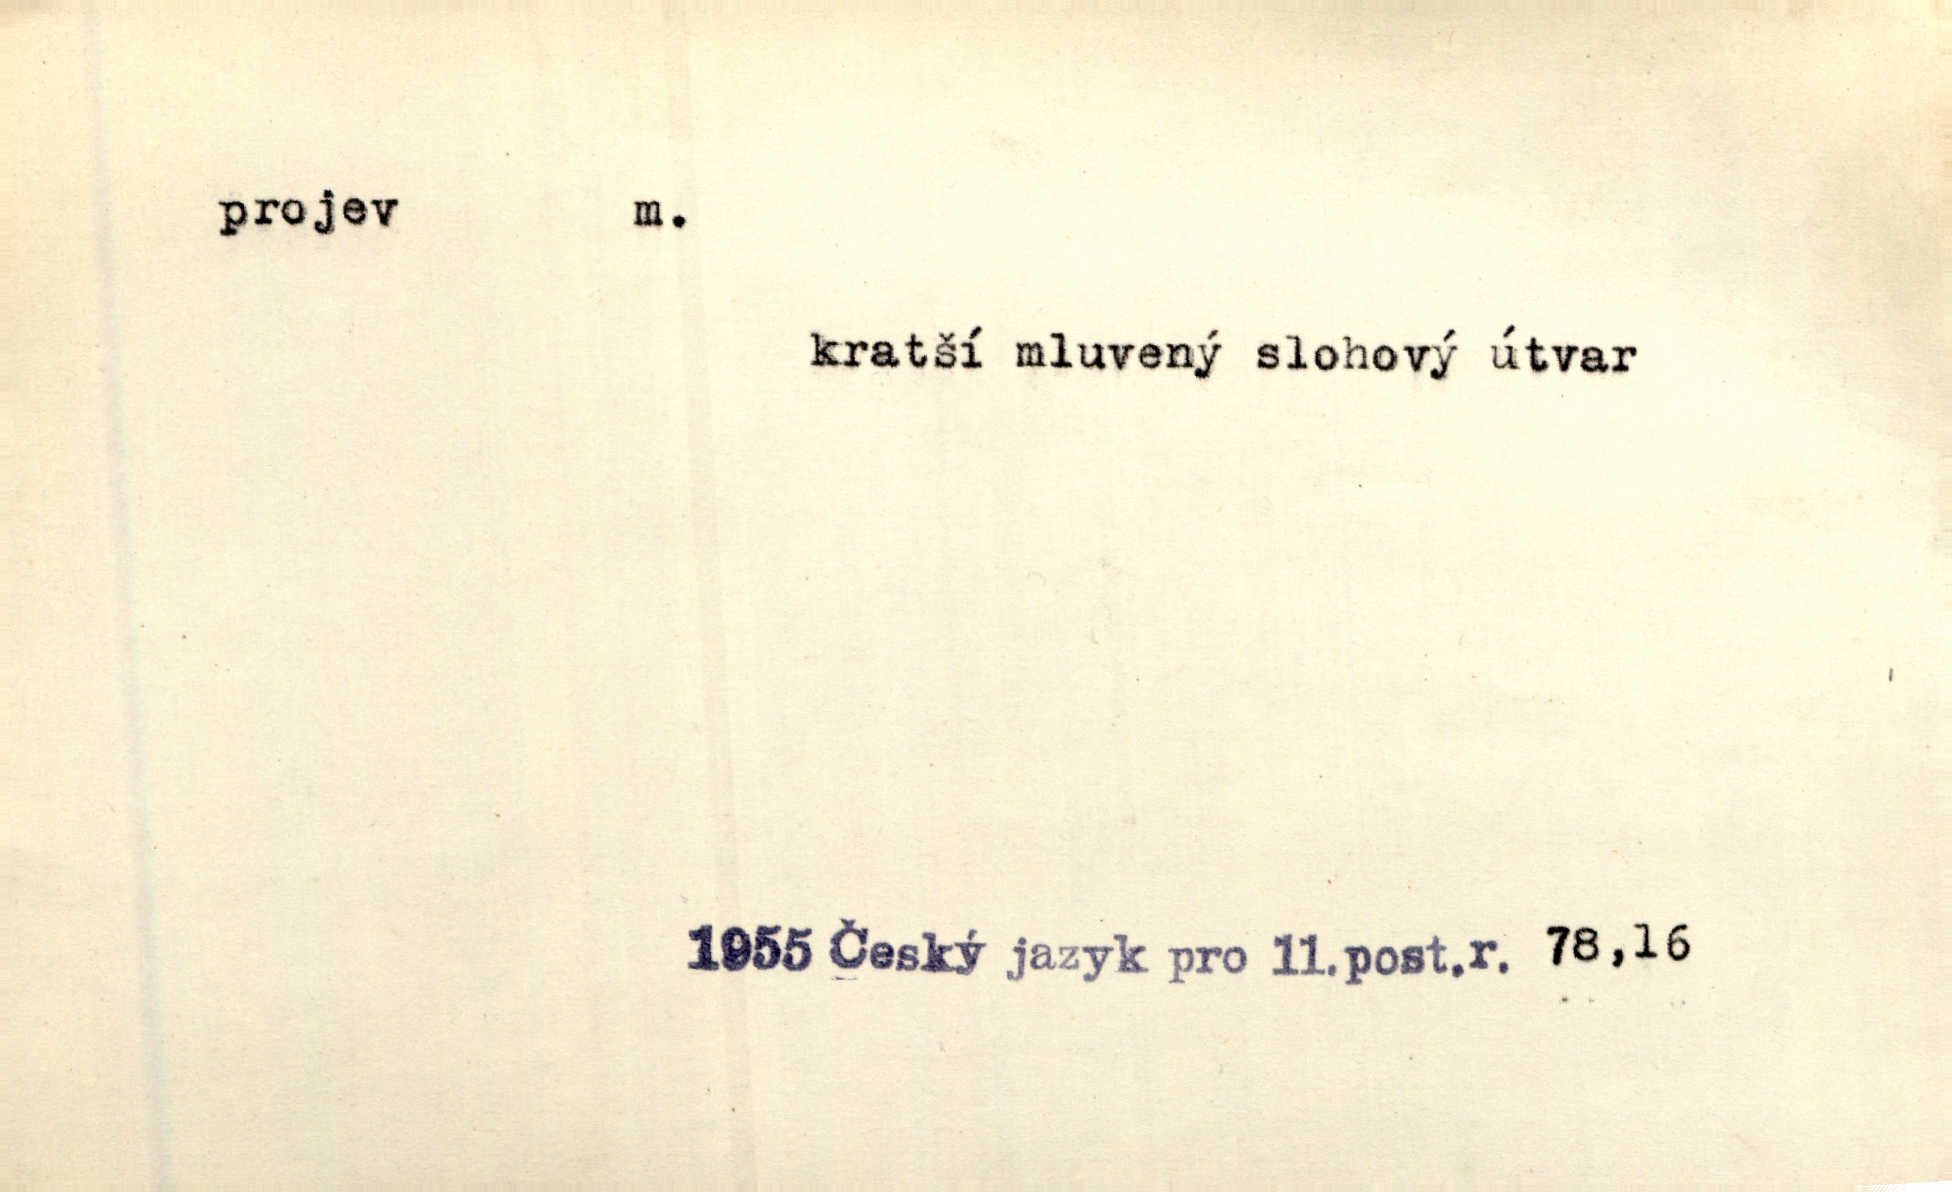 projev m.
kratší mluvený slohový útvar
1955 Český jazyk pro 11.post.r. 78,16